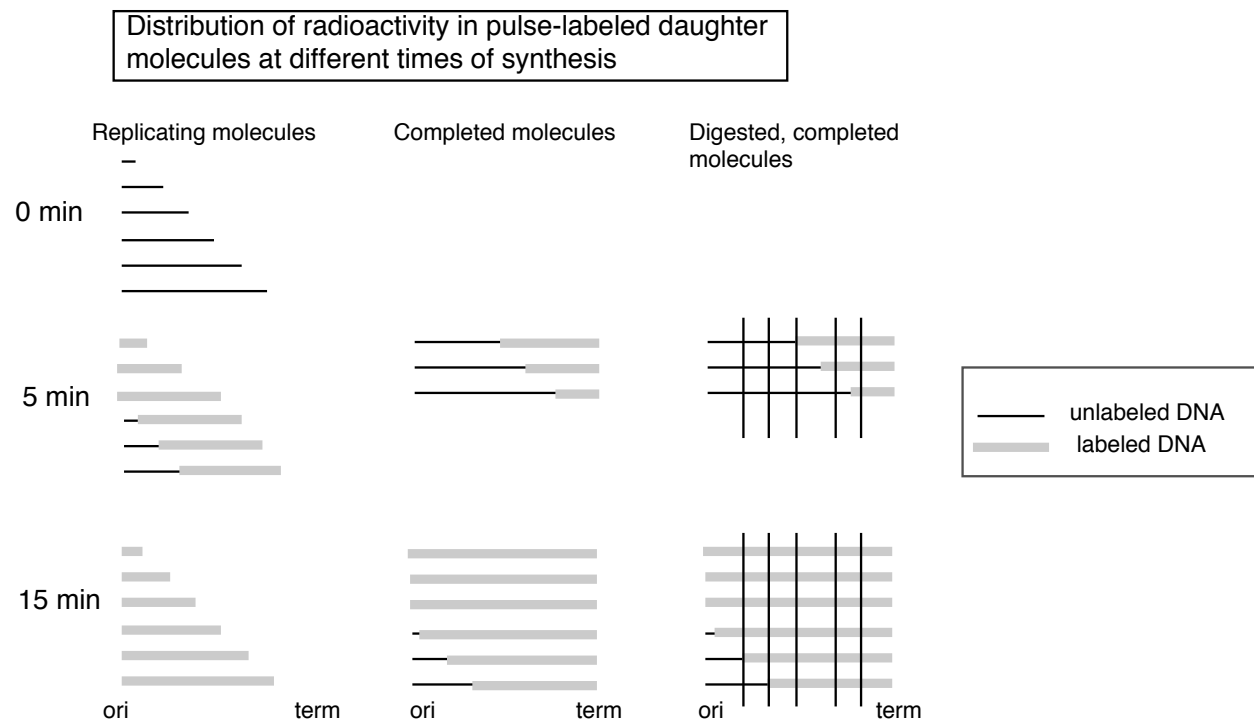 Distribution of radioactivity in pulse-labeled daughter
molecules at different times of synthesis
Replicating molecules
Completed molecules
Digested, completed
molecules
0 min
5 min
unlabeled DNA
labeled DNA
15 min
ori
term
ori
term
ori
term